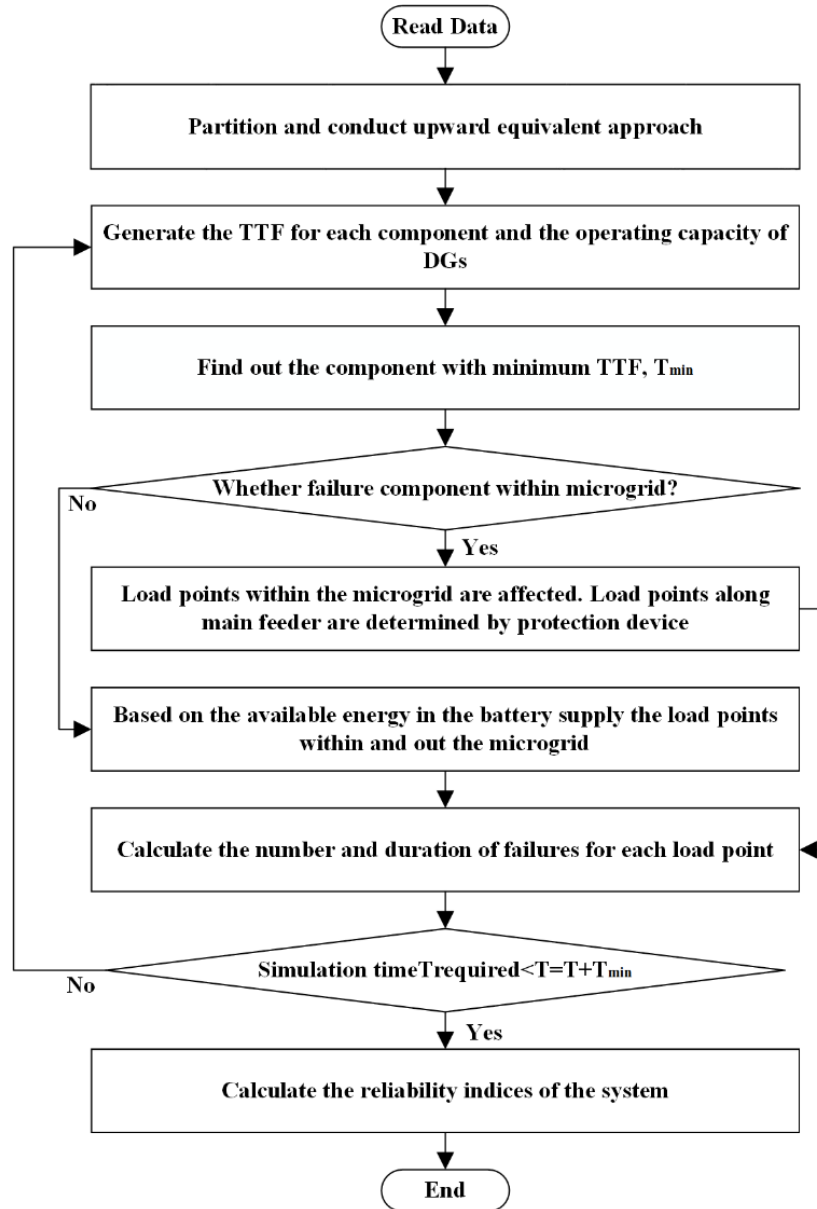 Read Data
Partition and conduct upward equivalent approach
Generate the TTF for each component and the operating capacity of
DGs
Find out the component with minimum TTF, Tmin
Whether failure component within microgrid?
No
Yes
Load points within the microgrid are affected. Load points along
main feeder are determined by protection device
Based on the available energy in the battery supply the load points
within and out the microgrid
Calculate the number and duration of failures for each load point
Simulation timeTrequired<T=T+Tmin
No
Yes
Calculate the reliability indices of the system
End